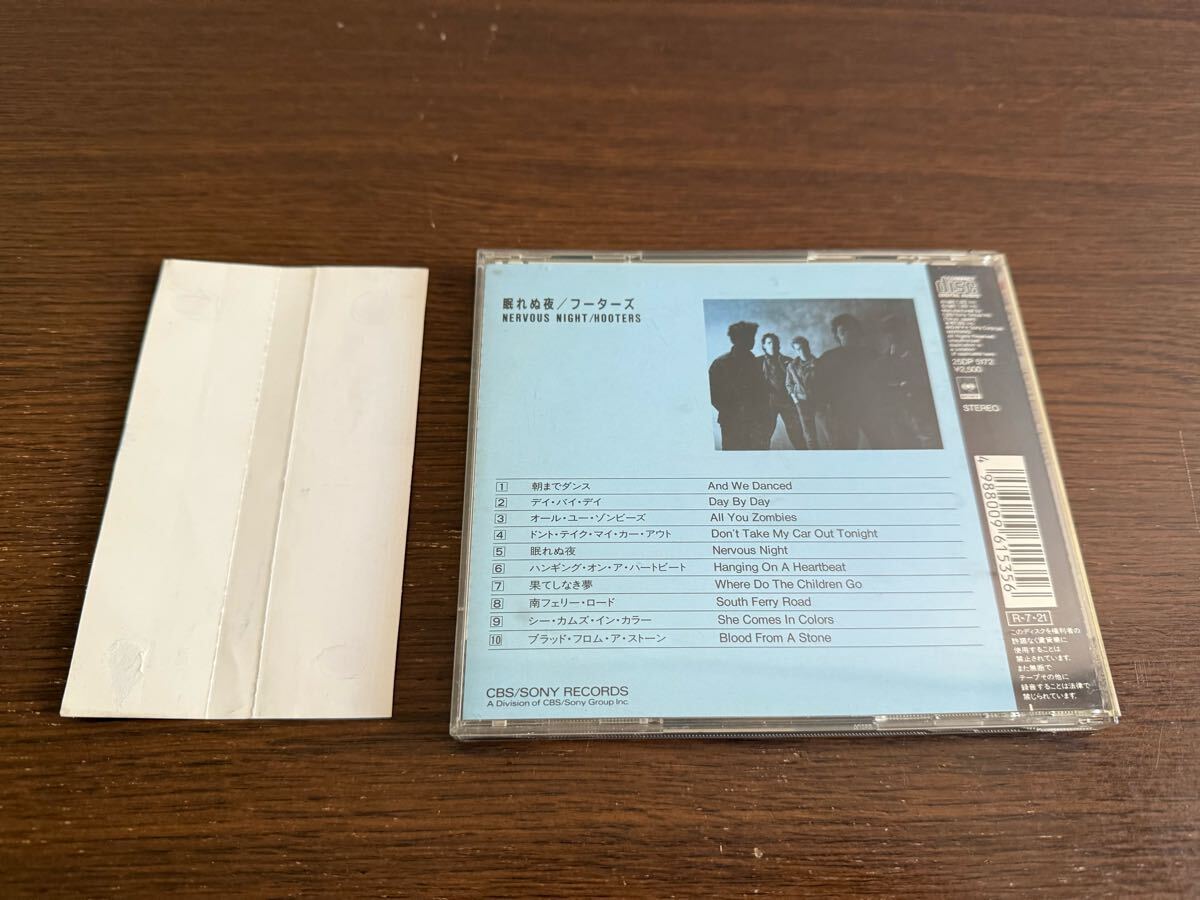 眠れぬ夜/フーターズ
NERVOUS NIGHT/HOOTERS
1 朝までダンス And We Danced
2 デイ・バイ・デイ Day By Day
3 オール・ユー・ゾンビーズ All You Zombies
4 ドント・テイク・マイ・カー・アウト Don't Take My Car Out Tonight
5 眠れぬ夜 Nervous Night
6 ハンギング・オン・ア・ハートビート Hanging On A Heartbeat
7 果てしなき夢 Where Do The Children Go
8 南フェリー・ロード South Ferry Road
9 シー・カムズ・イン・カラー She Comes In Colors
10 ブラッド・フロム・ア・ストーン Blood From A Stone
CBS/SONY RECORDS
A Division of CBS/Sony Group Inc.
COMPACT
disc
DIGITAL AUDIO
25DP 5172
¥2,500
STEREO
4 988009 615356
R-7・21
このディスクを権利者の
許諾なく賃貸業に
使用することは
禁止されています.
また無断で
テープその他に
録音することは法律で
禁じられています.